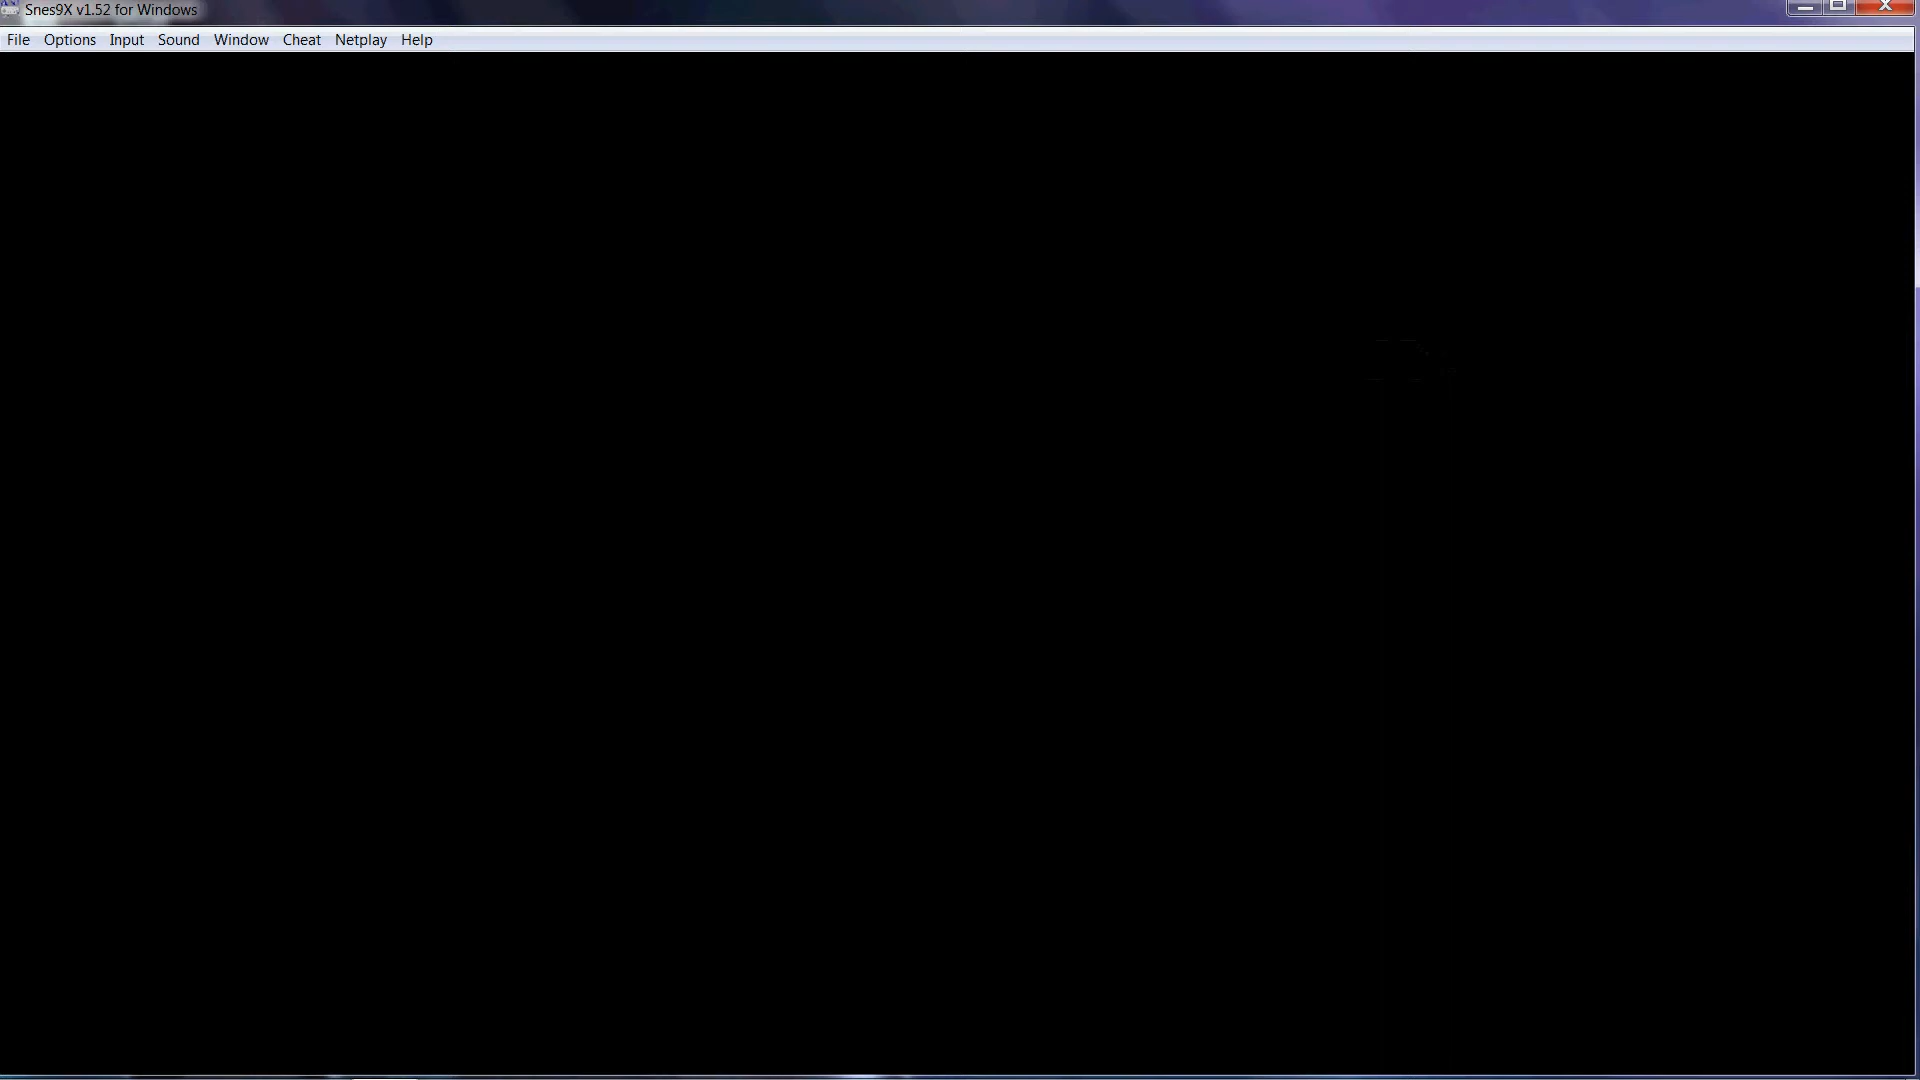 Snes9X v1.52 for Windows
File Options Input Sound Window Cheat Netplay Help